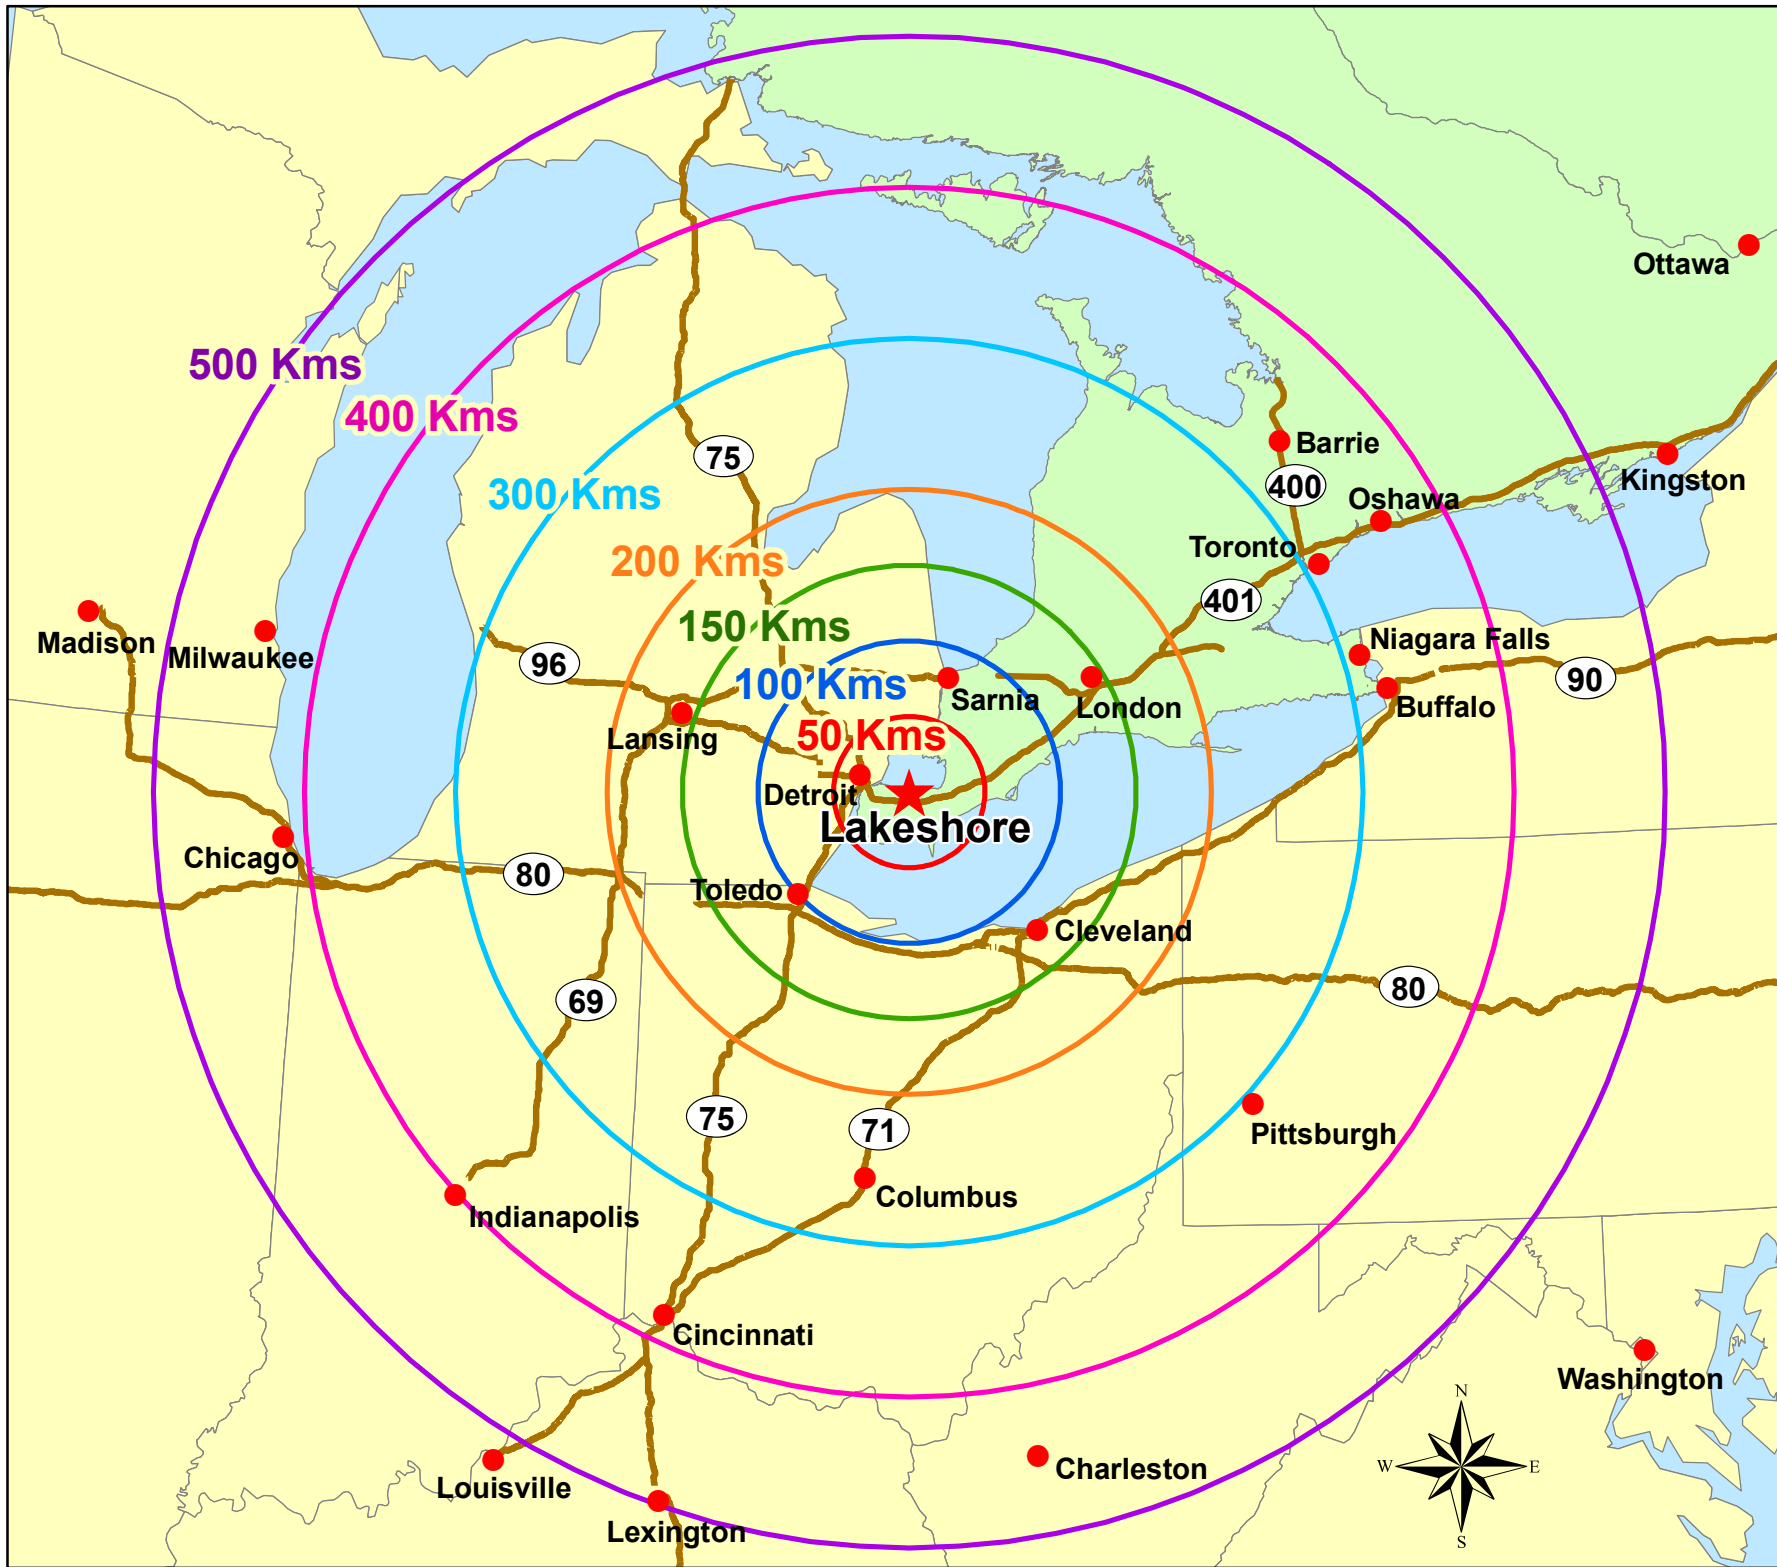 Ottawa
500 Kms
400 Kms
75
Barrie
Kingston
300 Kms
400
Oshawa
Toronto
200 Kms
401
Madison
Milwaukee
150 Kms
Niagara Falls
96
100 Kms
Sarnia
London
90
Buffalo
Lansing
50 Kms
Detroit
Lakeshore
Chicago
80
Toledo
Cleveland
69
80
75
71
Pittsburgh
Columbus
Indianapolis
Cincinnati
Washington
N
W
E
S
Charleston
Louisville
Lexington